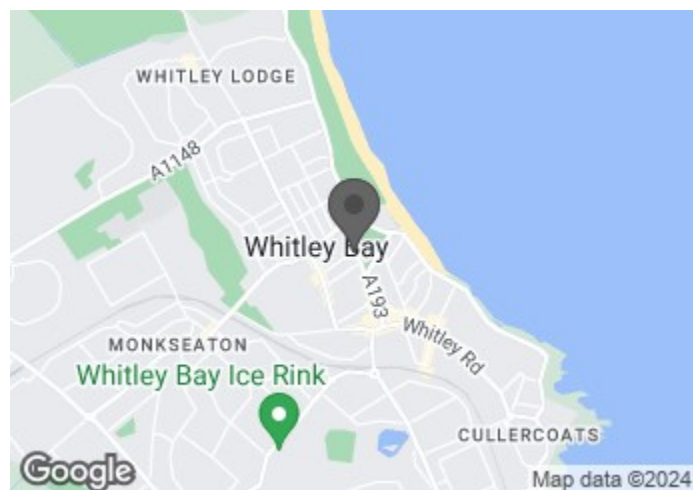 WHITLEY LODGE
A1148
Whitley Bay
A193
Whitley Rd
MONKSEATON
Whitley Bay Ice Rink
CULLERCOATS
Google
Map data ©2024